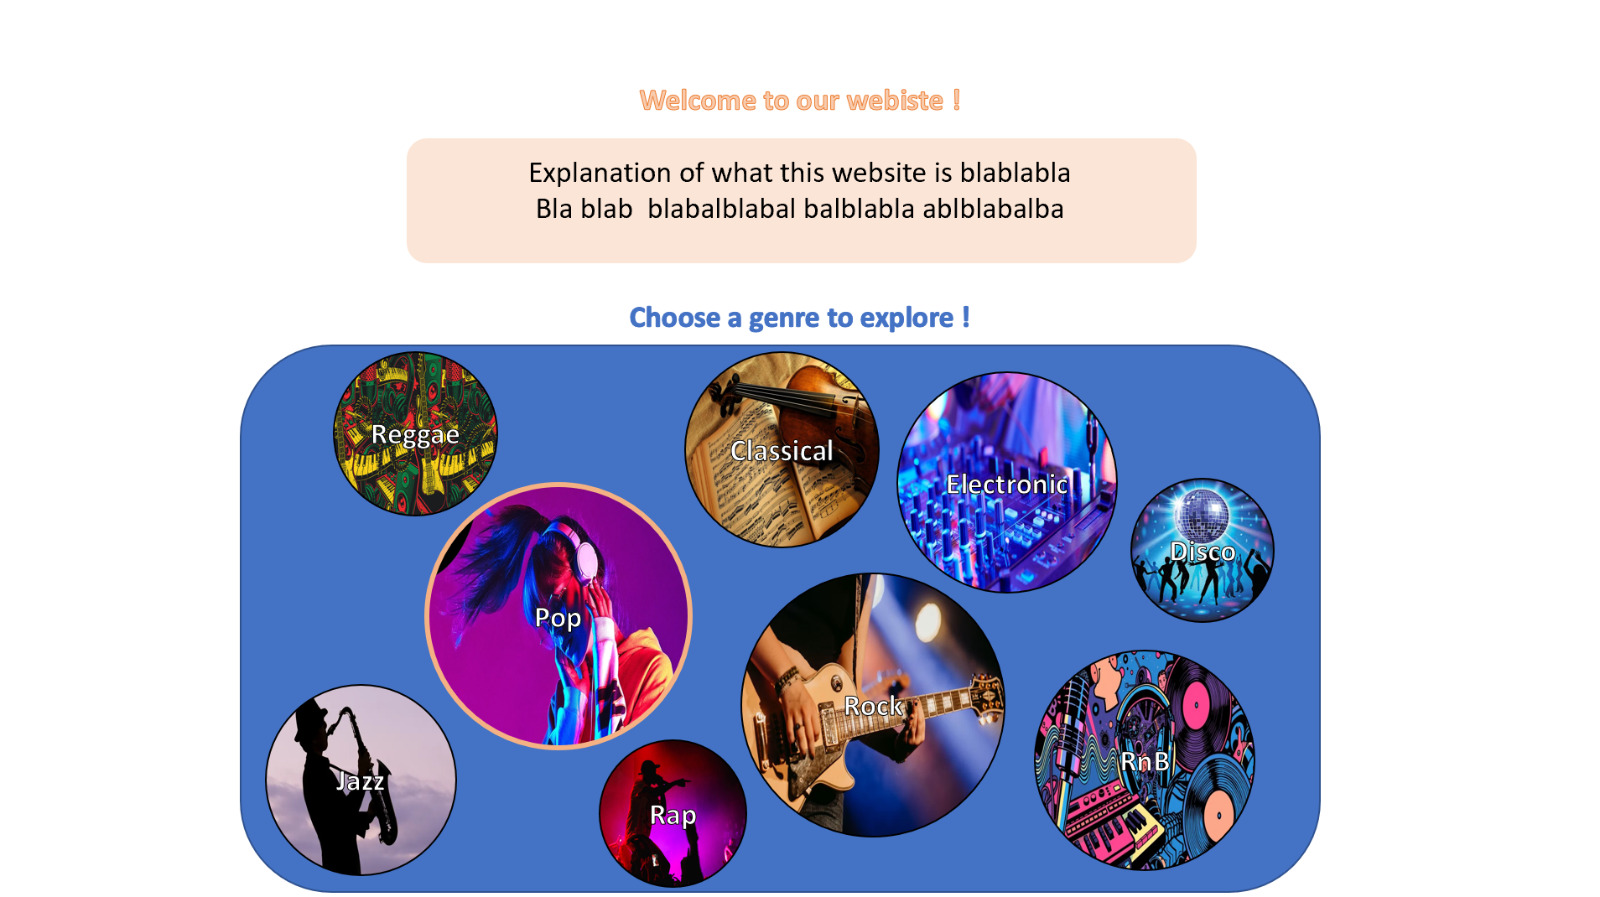 Welcome to our webiste !
Explanation of what this website is blablabla
Bla blab  blabalblabal balblabla ablblabalba
Choose a genre to explore !
Reggae
Classical
Electronic
Disco
Pop
Rock
Jazz
Rap
RnB